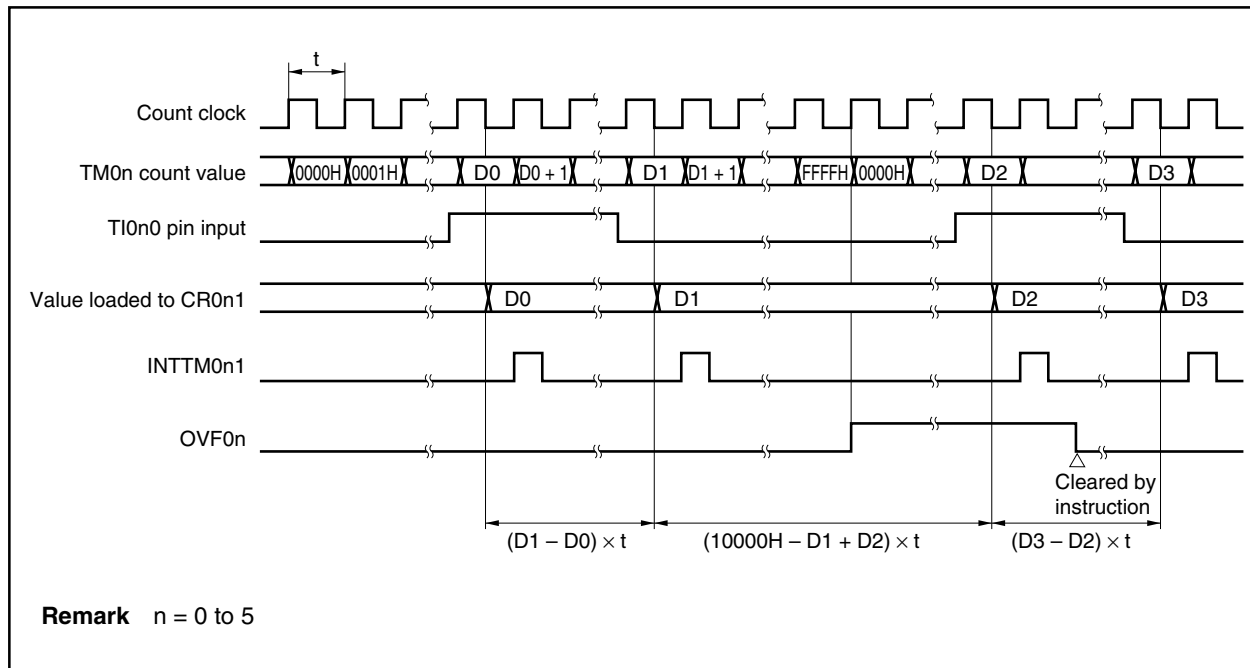 t
Count clock
TM0n count value
0000H 0001H D0 D0 + 1 D1 D1 + 1 FFFFH 0000H D2 D3
TI0n0 pin input
Value loaded to CR0n1
D0 D1 D2 D3
INTTM0n1
OVF0n
Cleared by
instruction
(D1 – D0) × t (10000H – D1 + D2) × t (D3 – D2) × t
Remark n = 0 to 5